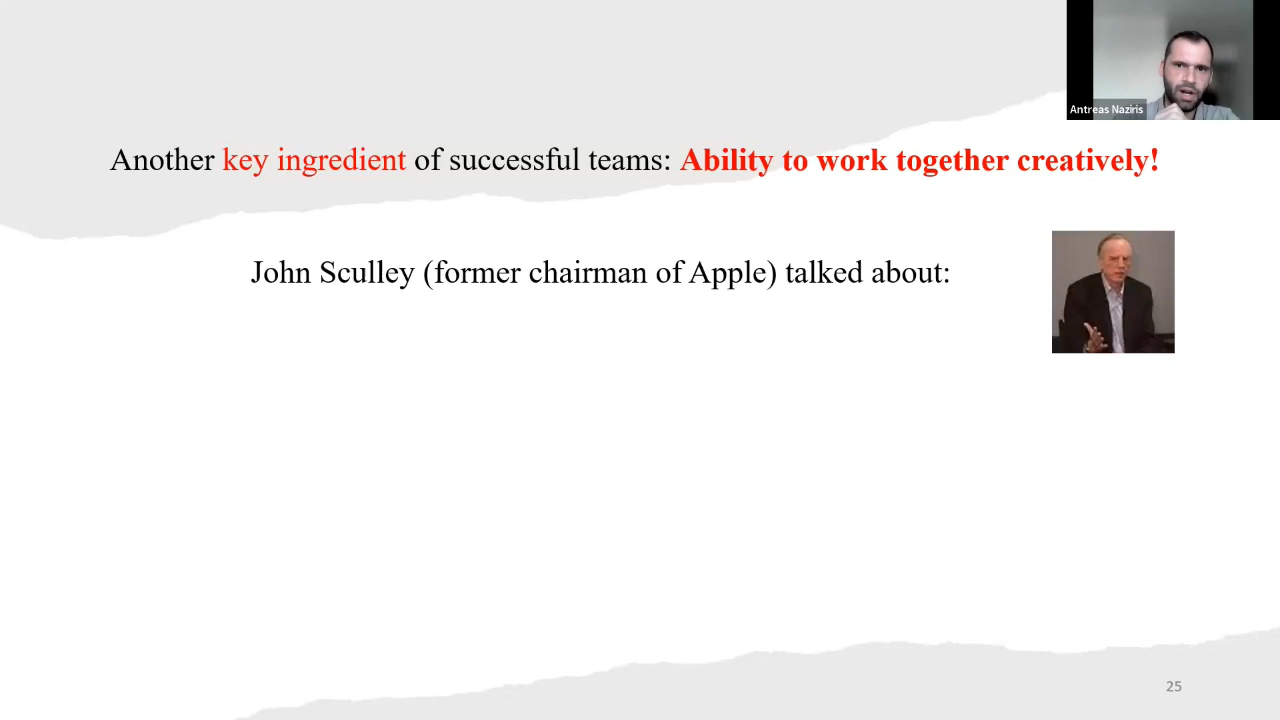 Antreas Naziris
Another key ingredient of successful teams: Ability to work together creatively!
John Sculley (former chairman of Apple) talked about:
25